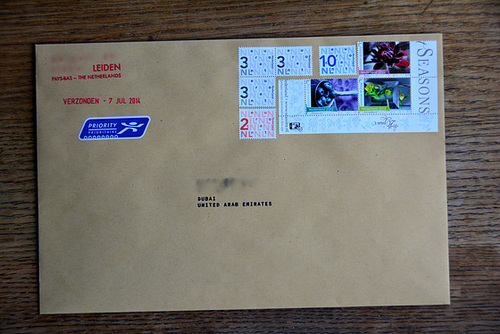 LEIDEN
PAYS-BAS - THE NETHERLANDS
VERZONDEN - 7 JUL 2014
PRIORITY
PRIORITAIRE
3 3 10
NL NL NL
3
NL
2
NL
SEASONS
DUBAI
UNITED ARAB EMIRATES